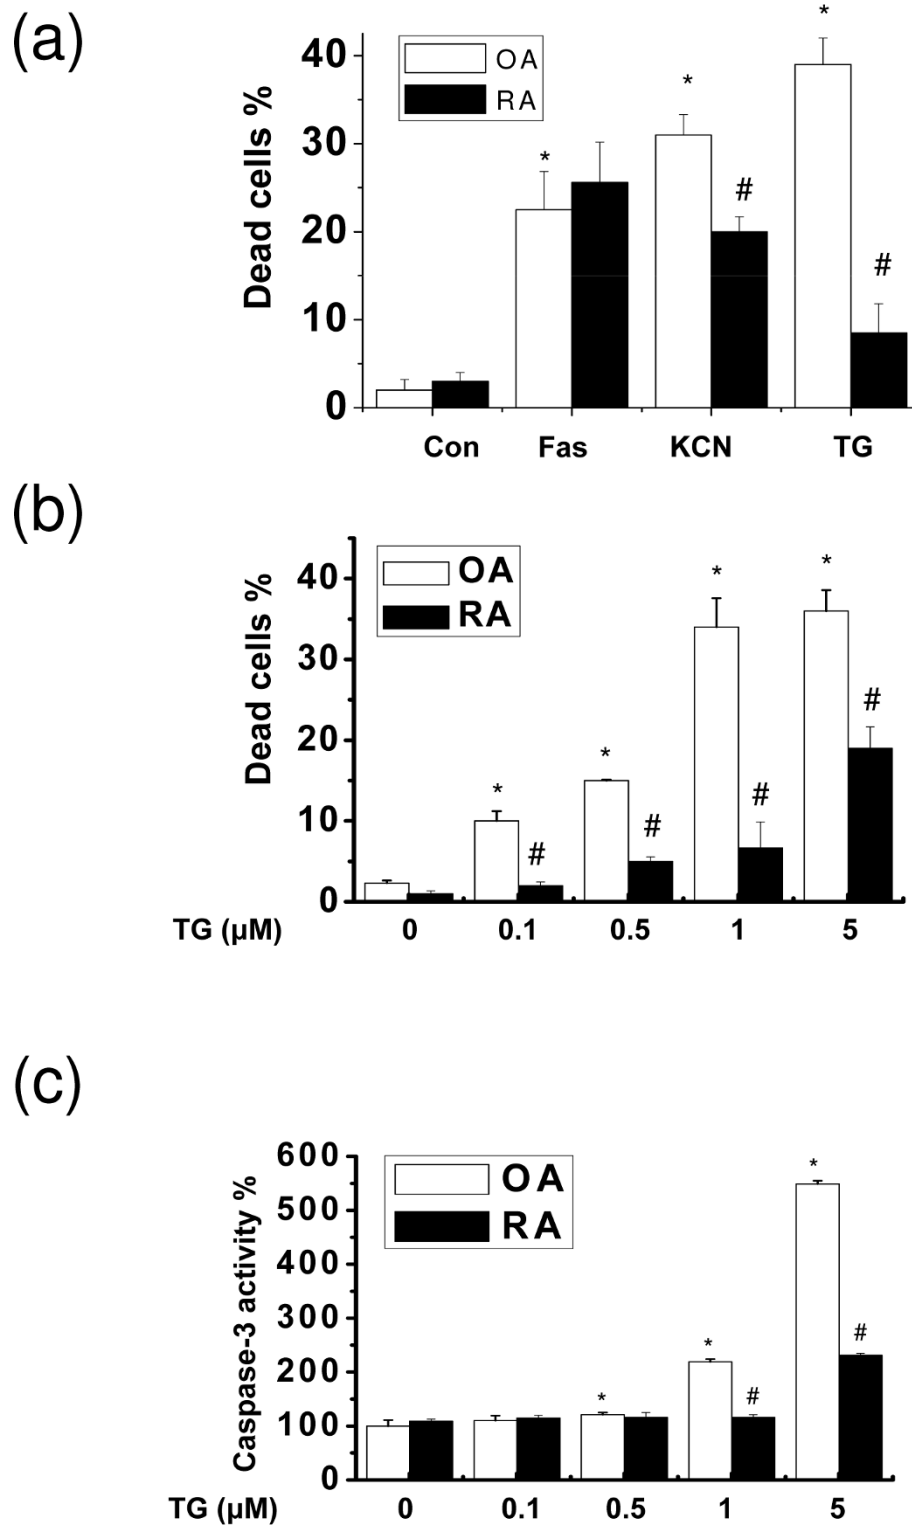 (a)
*
40
OA
RA
*
30
*
#
20
#
10
0
Dead cells %
Con Fas KCN TG
(b)
OA
RA
40
* *
30
#
20
*
*
#
#
10
#
0
Dead cells %
TG (µM) 0 0.1 0.5 1 5
(c)
600
OA
RA
*
500
400
300
*
#
200
*
#
100
0
Caspase-3 activity %
TG (µM) 0 0.1 0.5 1 5